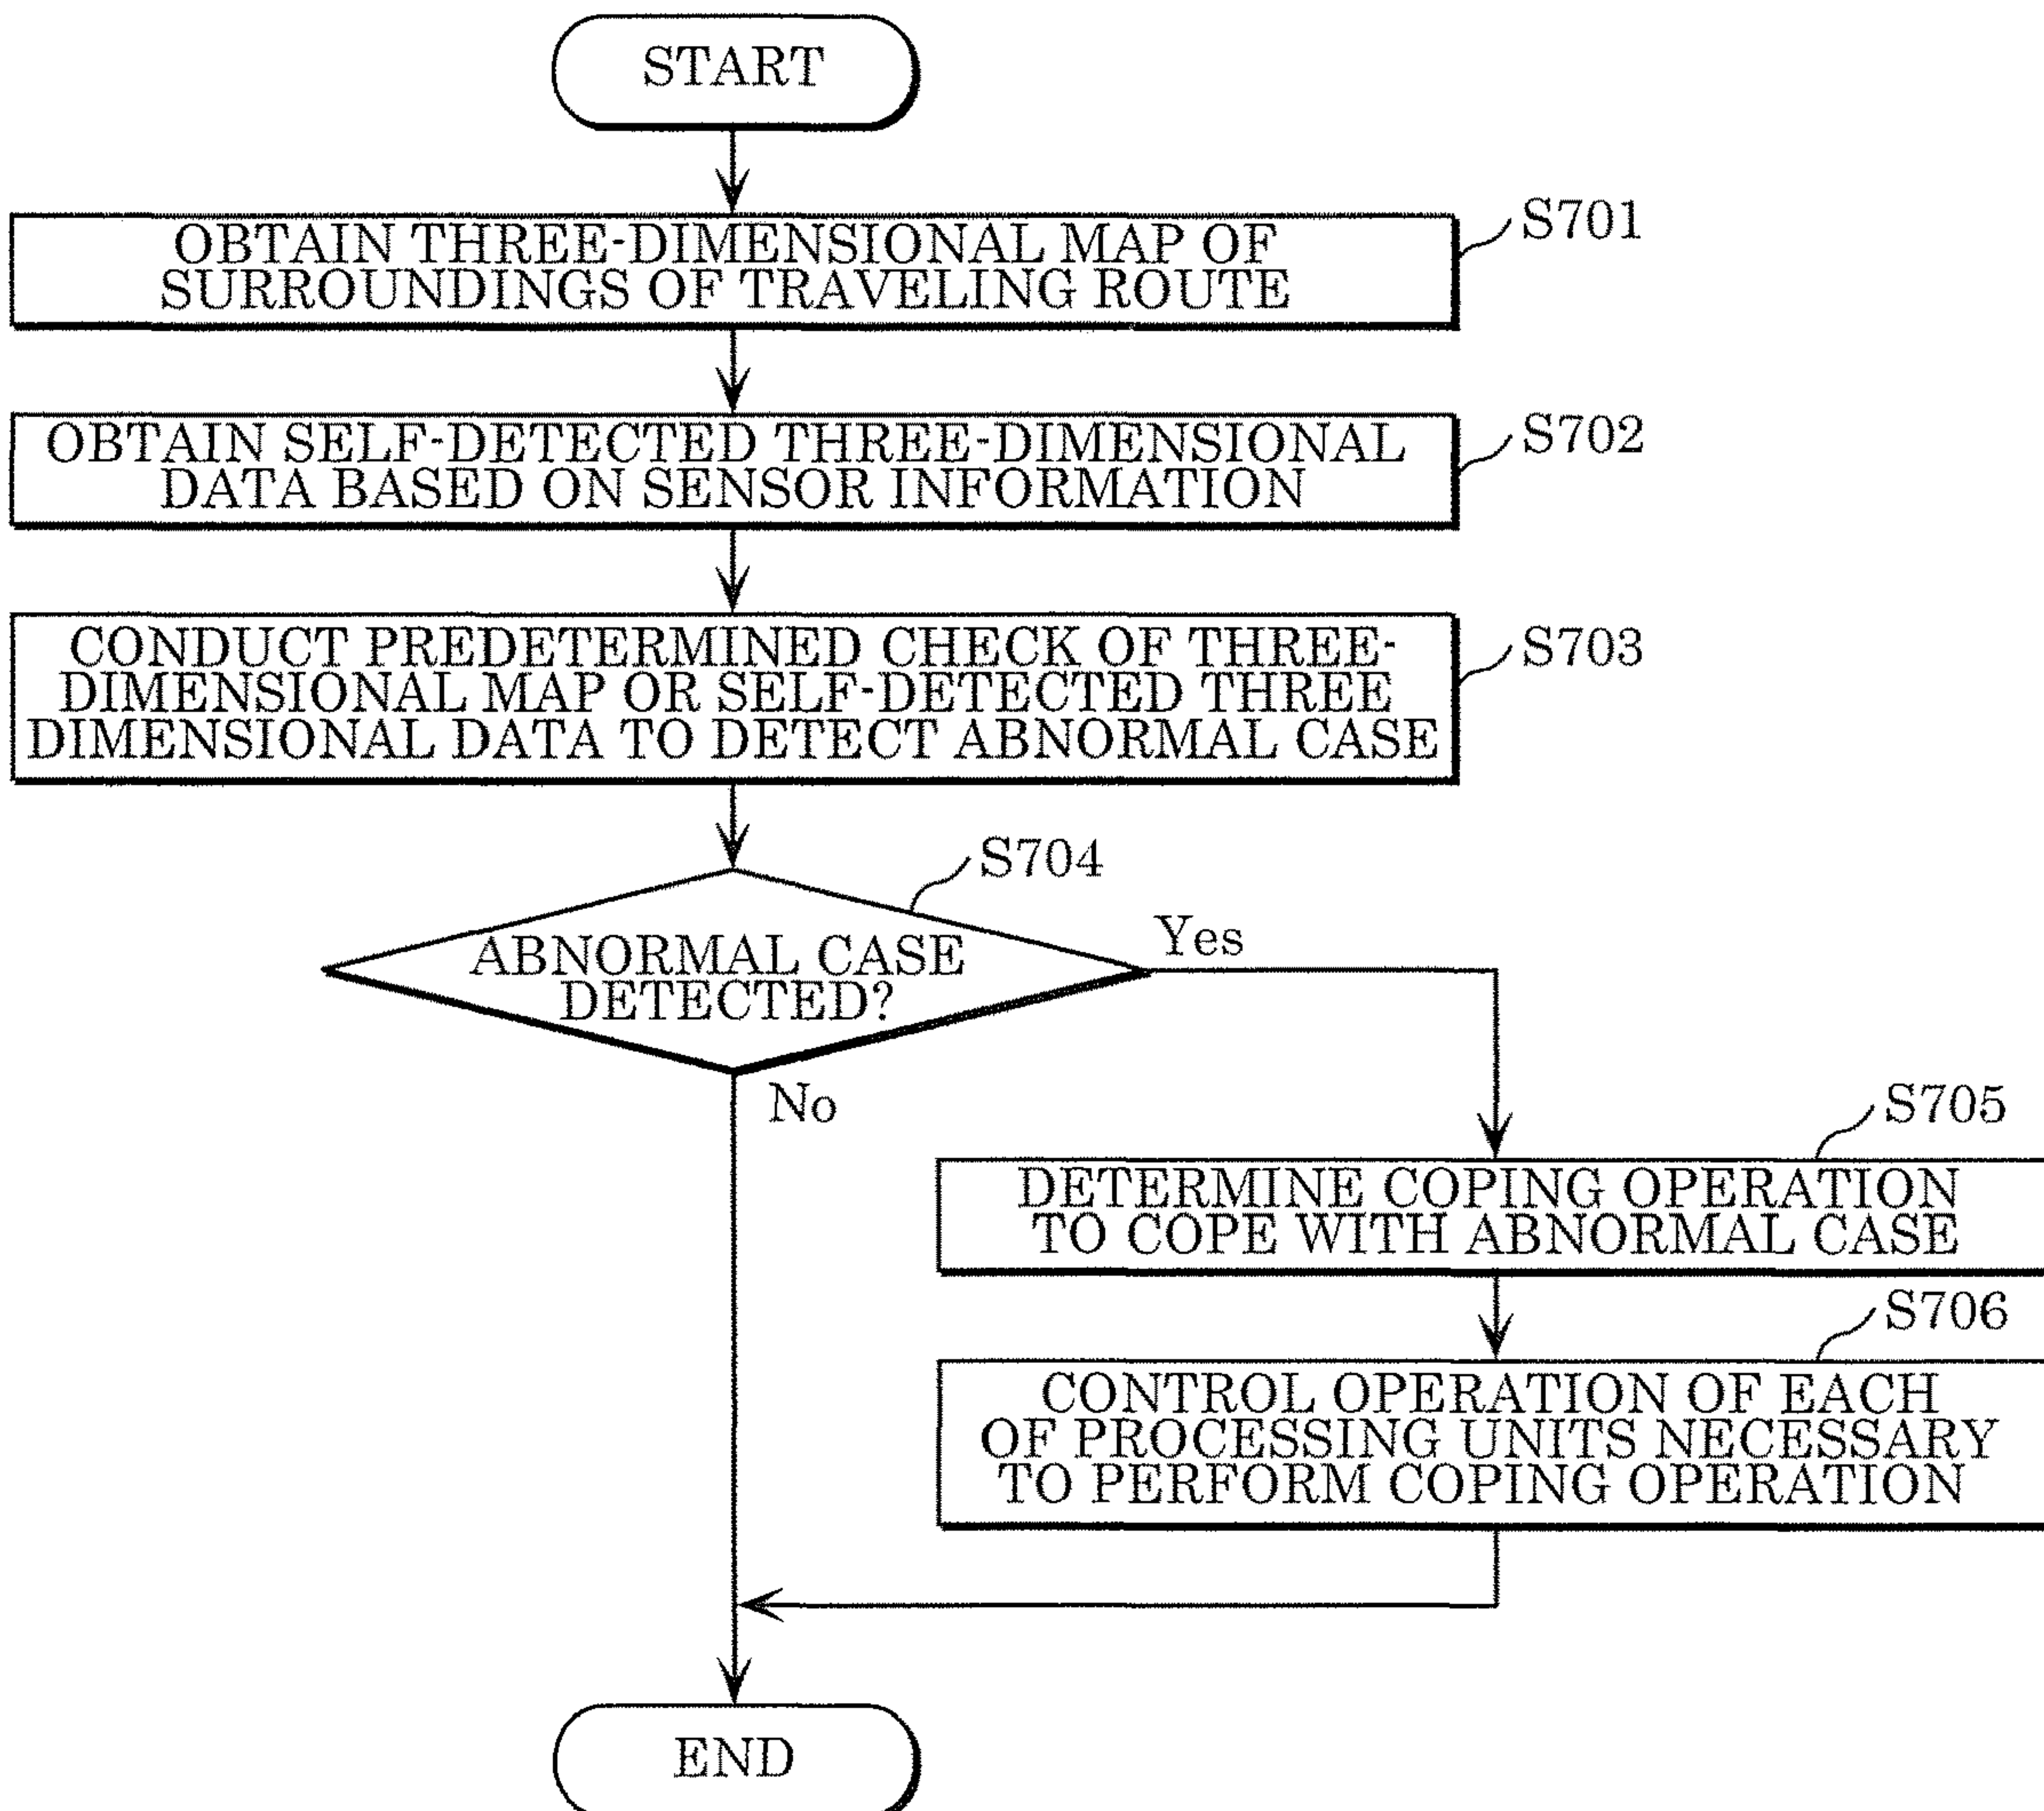 START
OBTAIN THREE-DIMENSIONAL MAP OF
SURROUNDINGS OF TRAVELING ROUTE
S701
OBTAIN SELF-DETECTED THREE-DIMENSIONAL
DATA BASED ON SENSOR INFORMATION
S702
CONDUCT PREDETERMINED CHECK OF THREE-
DIMENSIONAL MAP OR SELF-DETECTED THREE
DIMENSIONAL DATA TO DETECT ABNORMAL CASE
S703
S704
ABNORMAL CASE
DETECTED?
Yes
No
S705
DETERMINE COPING OPERATION
TO COPE WITH ABNORMAL CASE
S706
CONTROL OPERATION OF EACH
OF PROCESSING UNITS NECESSARY
TO PERFORM COPING OPERATION
END